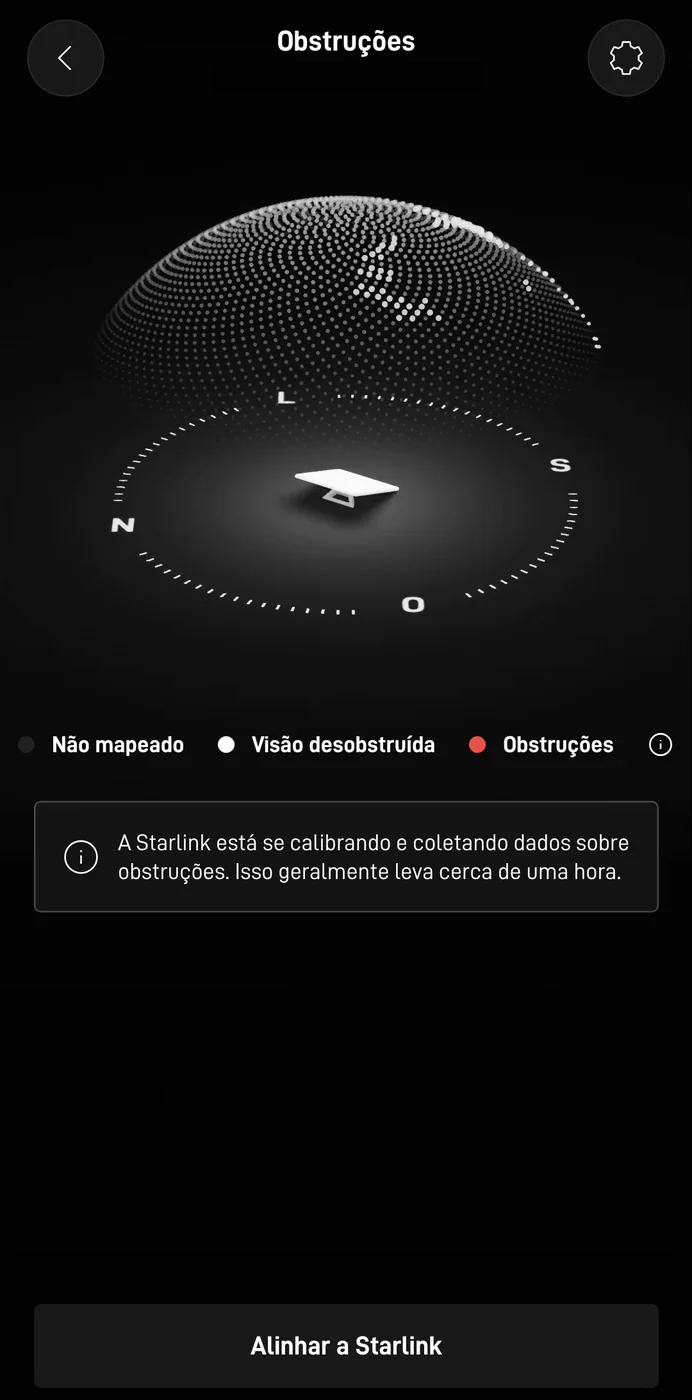 Obstruções
L
S
N
O
Não mapeado
Visão desobstruída
Obstruções
A Starlink está se calibrando e coletando dados sobre
obstruções. Isso geralmente leva cerca de uma hora.
Alinhar a Starlink